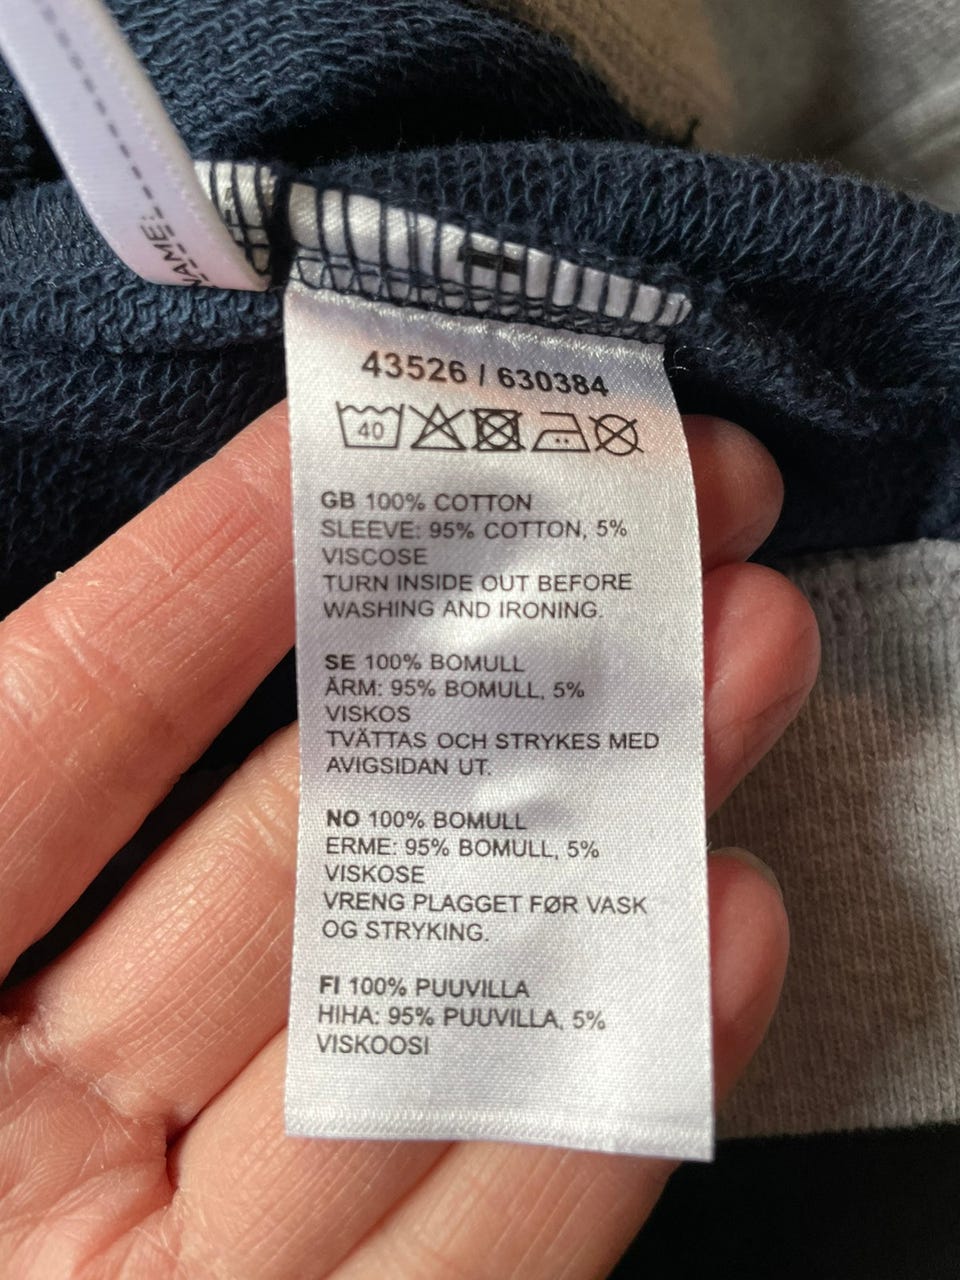 NAME:
43526 / 630384
40
GB 100% COTTON
SLEEVE: 95% COTTON, 5%
VISCOSE
TURN INSIDE OUT BEFORE
WASHING AND IRONING.
SE 100% BOMULL
ÄRM: 95% BOMULL, 5%
VISKOS
TVÄTTAS OCH STRYKES MED
AVIGSIDAN UT.
NO 100% BOMULL
ERME: 95% BOMULL, 5%
VISKOSE
VRENG PLAGGET FØR VASK
OG STRYKING.
FI 100% PUUVILLA
HIHA: 95% PUUVILLA, 5%
VISKOOSI